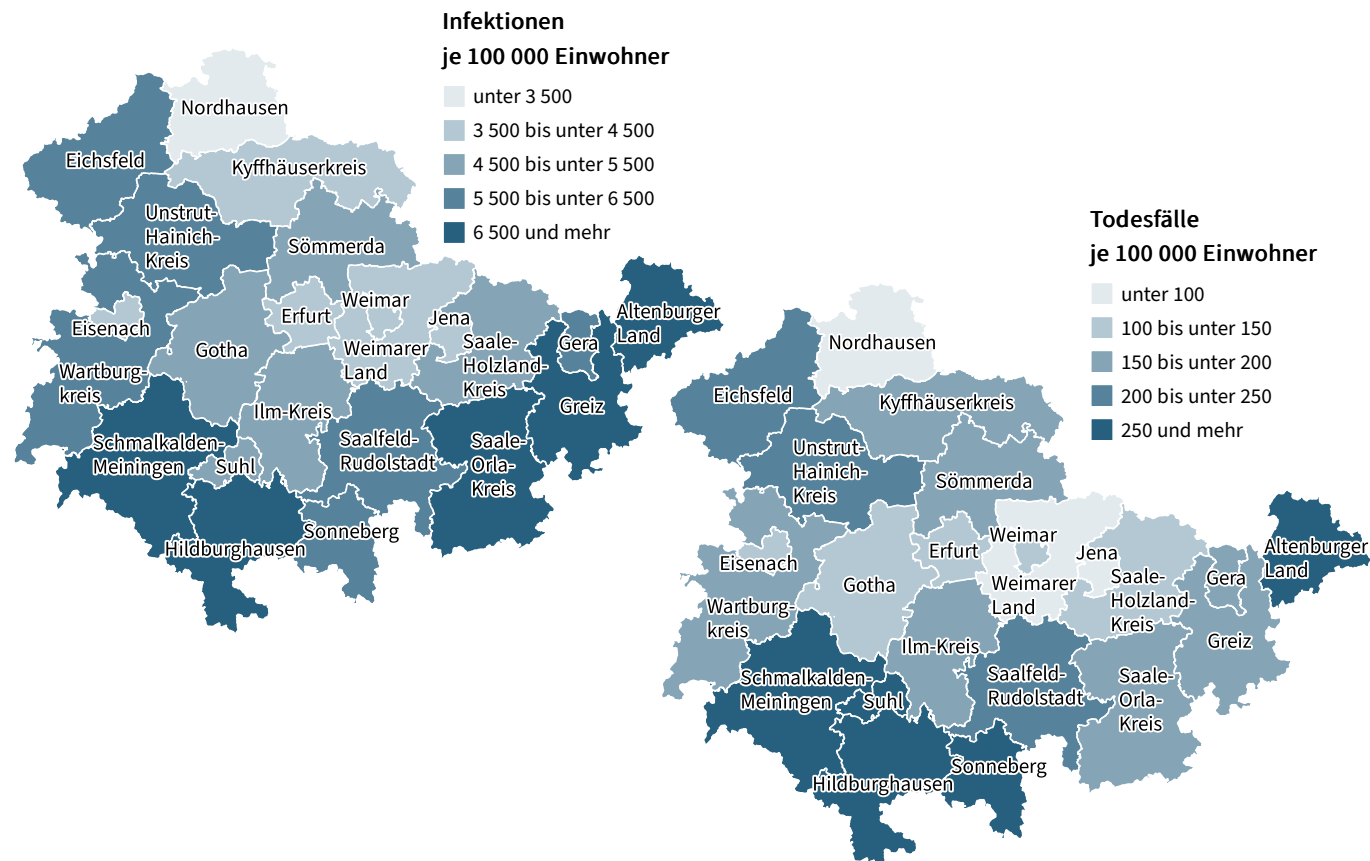 Infektionen
je 100 000 Einwohner
unter 3 500
3 500 bis unter 4 500
4 500 bis unter 5 500
5 500 bis unter 6 500
6 500 und mehr
Nordhausen
Eichsfeld
Kyffhäuserkreis
Unstrut-
Hainich-
Kreis
Sömmerda
Eisenach
Wartburg-
kreis
Gotha
Erfurt
Weimar
Weimarer
Land
Jena
Saale-
Holzland-
Kreis
Gera
Altenburger
Land
Greiz
Ilm-Kreis
Schmalkalden-
Meiningen
Suhl
Saalfeld-
Rudolstadt
Saale-
Orla-
Kreis
Sonneberg
Hildburghausen
Todesfälle
je 100 000 Einwohner
unter 100
100 bis unter 150
150 bis unter 200
200 bis unter 250
250 und mehr
Nordhausen
Eichsfeld
Kyffhäuserkreis
Unstrut-
Hainich-
Kreis
Sömmerda
Eisenach
Wartburg-
kreis
Gotha
Erfurt
Weimar
Weimarer
Land
Jena
Saale-
Holzland-
Kreis
Gera
Altenburger
Land
Greiz
Ilm-Kreis
Schmalkalden-
Meiningen
Suhl
Saalfeld-
Rudolstadt
Saale-
Orla-
Kreis
Sonneberg
Hildburghausen